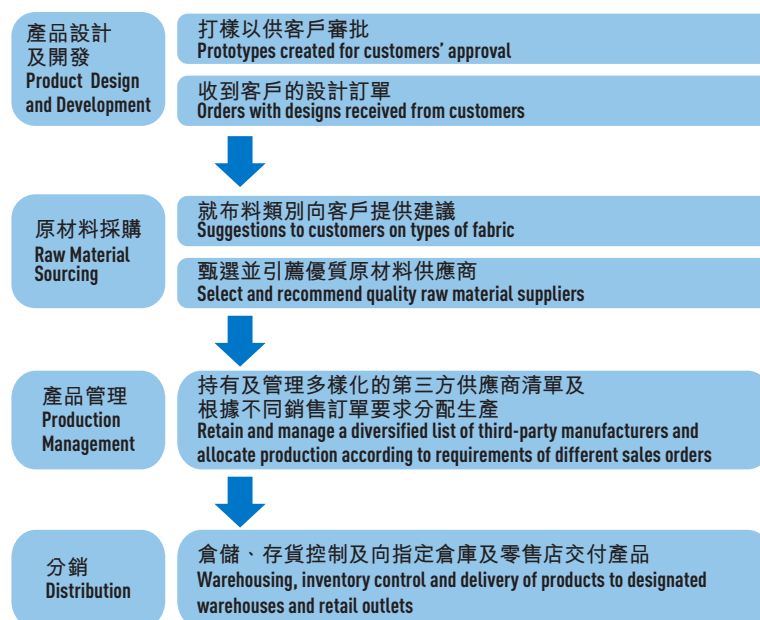 產品設計
及開發
Product Design
and Development
打樣以供客戶審批
Prototypes created for customers’ approval
收到客戶的設計訂單
Orders with designs received from customers
原材料採購
Raw Material
Sourcing
就布料類別向客戶提供建議
Suggestions to customers on types of fabric
甄選並引薦優質原材料供應商
Select and recommend quality raw material suppliers
產品管理
Production
Management
持有及管理多樣化的第三方供應商清單及
根據不同銷售訂單要求分配生產
Retain and manage a diversified list of third-party manufacturers and
allocate production according to requirements of different sales orders
分銷
Distribution
倉儲、存貨控制及向指定倉庫及零售店交付產品
Warehousing, inventory control and delivery of products to designated
warehouses and retail outlets